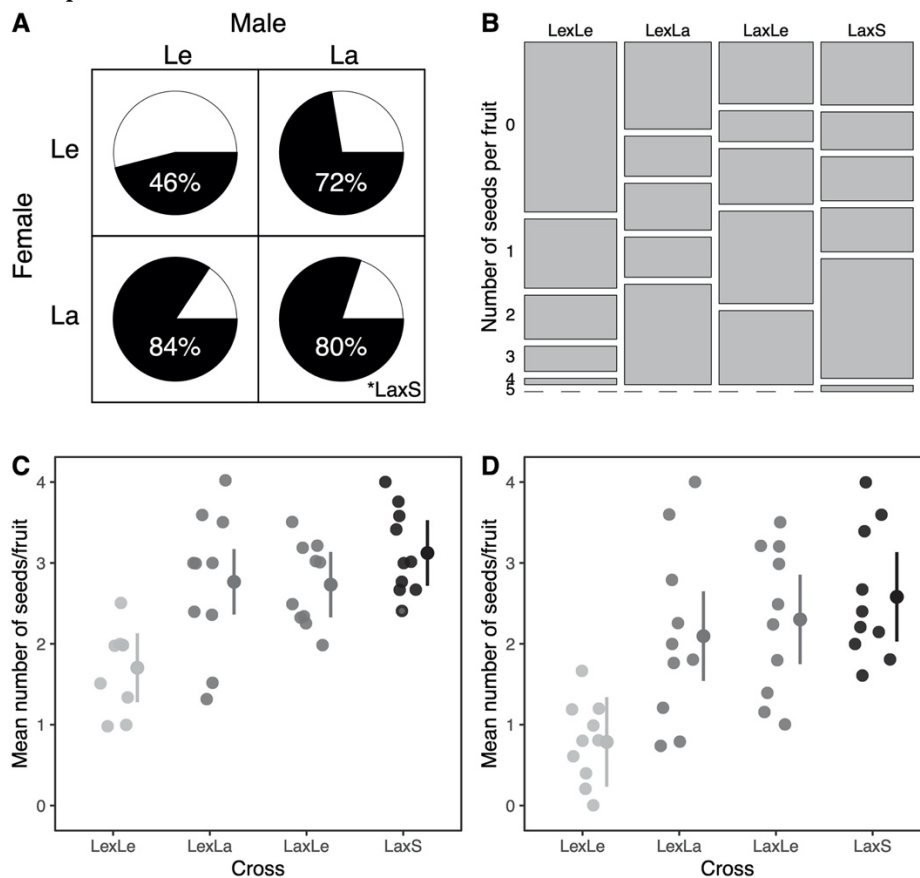 A
Male
Le La
Female
Le
46%
72%
La
84%
80%
*LaxS
B
LexLe LexLa LaxLe LaxS
Number of seeds per fruit
0
1
2
3
4
5
C
Mean number of seeds/fruit
4
3
2
1
0
LexLe LexLa LaxLe LaxS
Cross
D
Mean number of seeds/fruit
4
3
2
1
0
LexLe LexLa LaxLe LaxS
Cross